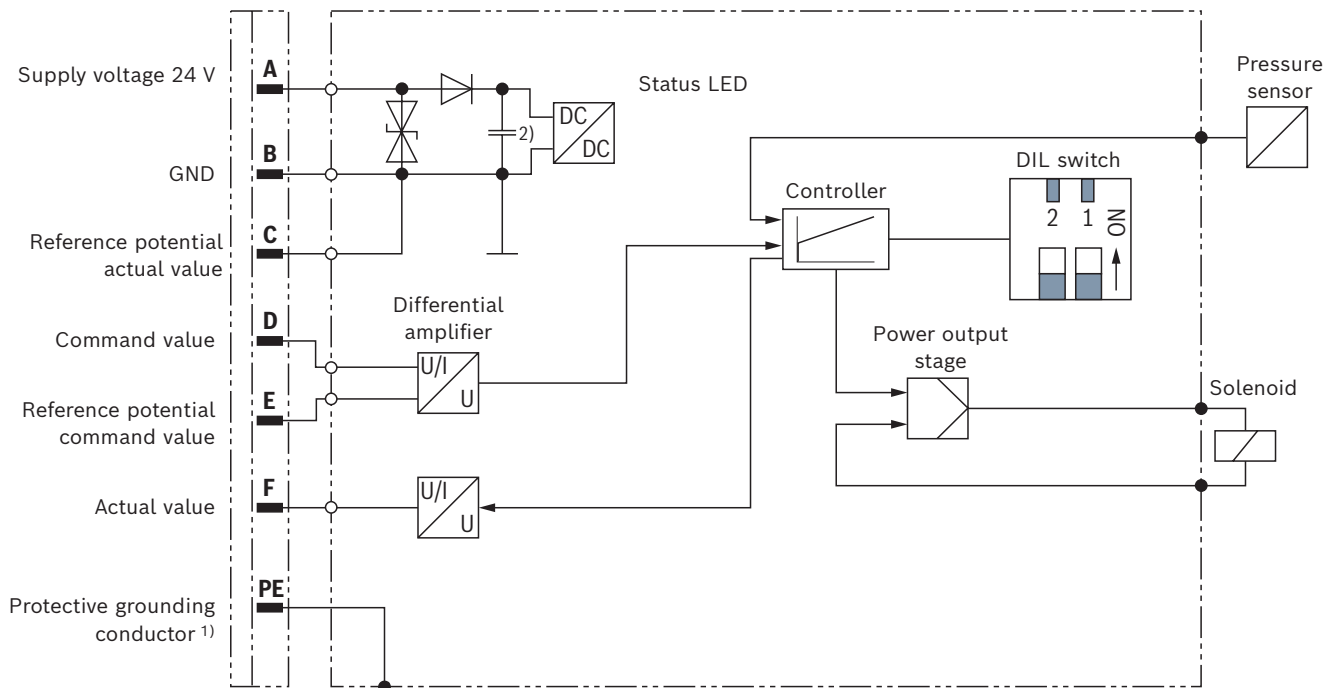 Supply voltage 24 V
A
Status LED
Pressure
sensor
DC
DC
2)
GND
B
DIL switch
2 1 ON
Controller
Reference potential
actual value
C
Differential
amplifier
Command value
D
U/I
U
Power output
stage
Reference potential
command value
E
Solenoid
Actual value
F
U/I
U
Protective grounding
conductor 1)
PE